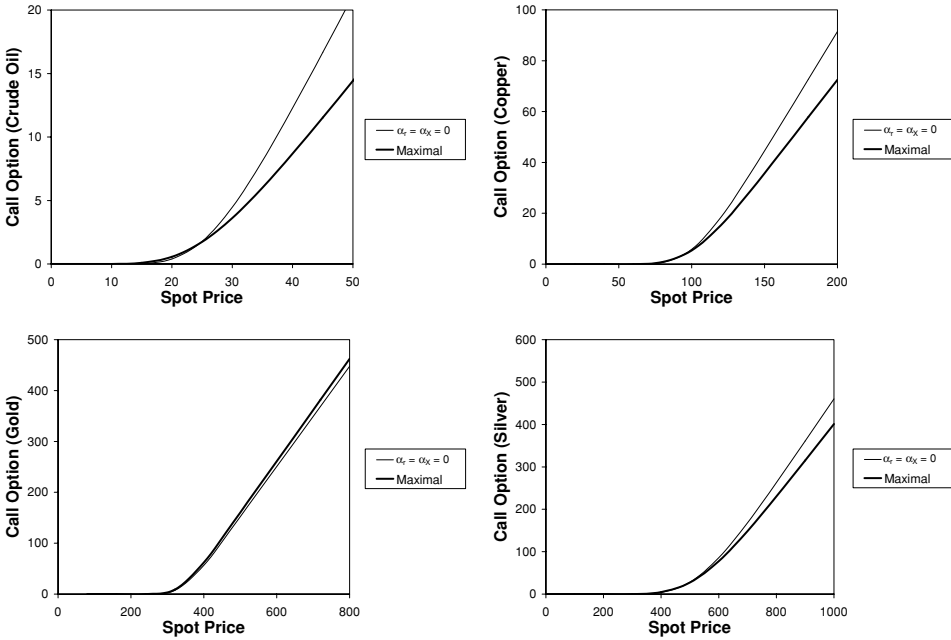 Call Option (Crude Oil)
20
15
10
5
0
0 10 20 30 40 50
Spot Price
αr = αX = 0
Maximal
Call Option (Copper)
100
80
60
40
20
0
0 50 100 150 200
Spot Price
αr = αX = 0
Maximal
Call Option (Gold)
500
400
300
200
100
0
0 200 400 600 800
Spot Price
αr = αX = 0
Maximal
Call Option (Silver)
600
500
400
300
200
100
0
0 200 400 600 800 1000
Spot Price
αr = αX = 0
Maximal